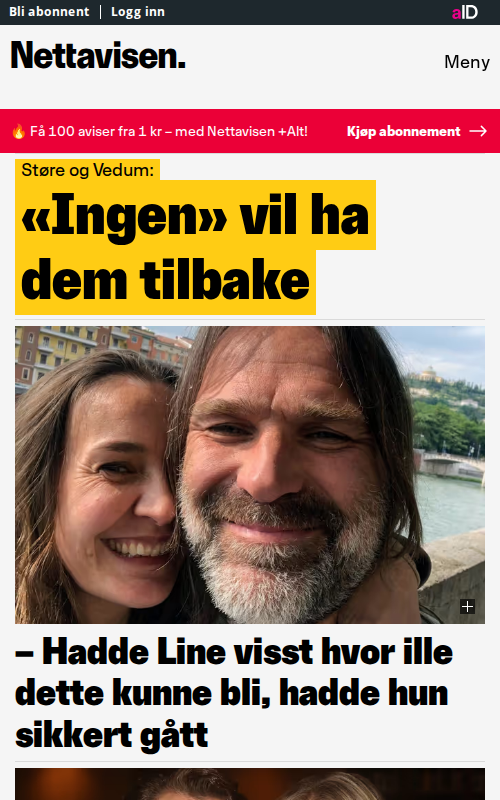 Bli abonnent | Logg inn
aID
Nettavisen.
Meny
🔥 Få 100 aviser fra 1 kr – med Nettavisen +Alt!
Kjøp abonnement →
Støre og Vedum:
«Ingen» vil ha
dem tilbake
– Hadde Line visst hvor ille
dette kunne bli, hadde hun
sikkert gått